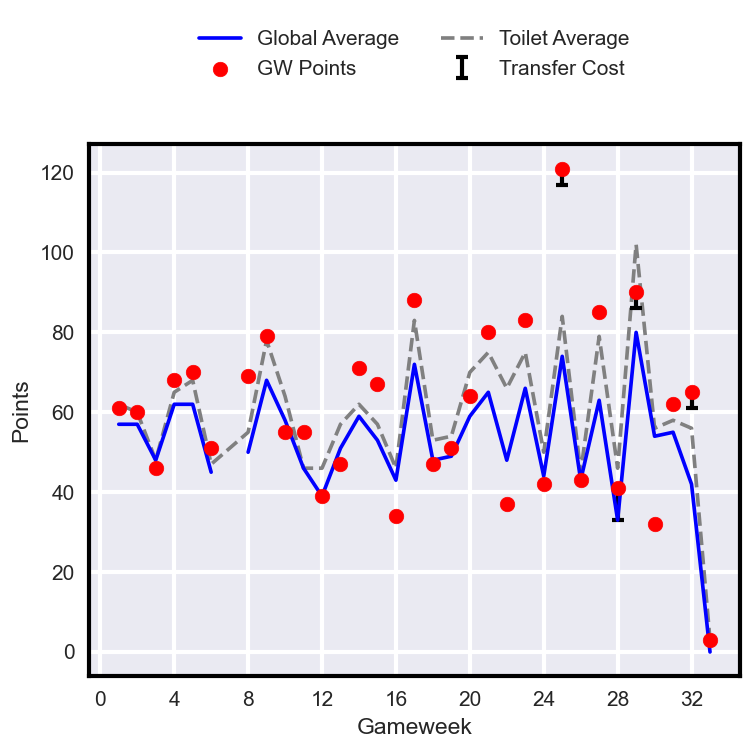 Global Average
Toilet Average
GW Points
Transfer Cost
Points
120
100
80
60
40
20
0
0 4 8 12 16 20 24 28 32
Gameweek